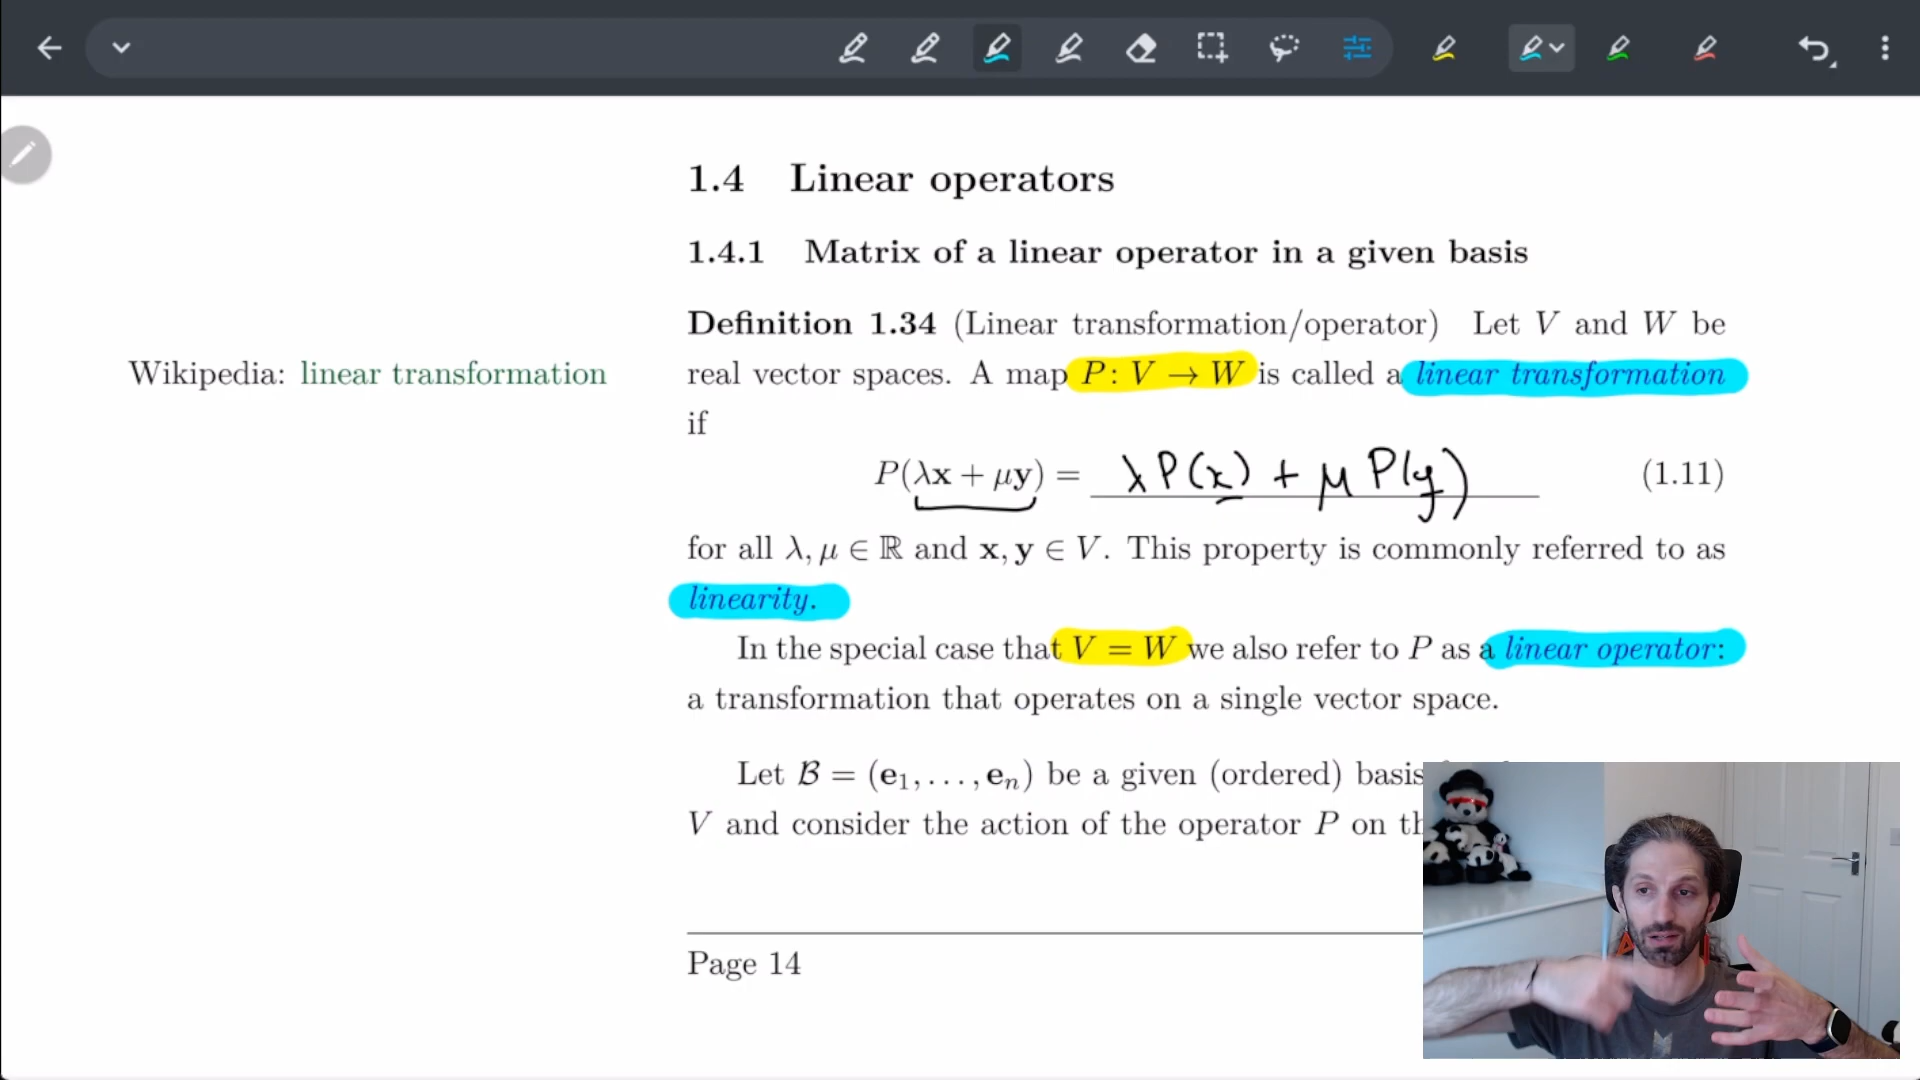 1.4 Linear operators
1.4.1 Matrix of a linear operator in a given basis
Definition 1.34 (Linear transformation/operator) Let V and W be
Wikipedia: linear transformation
real vector spaces. A map P: V → W is called a linear transformation
if
P(λx + μy) = λP(x) + μP(y) (1.11)
for all λ, μ ∈ ℝ and x, y ∈ V. This property is commonly referred to as
linearity.
In the special case that V = W we also refer to P as a linear operator:
a transformation that operates on a single vector space.
Let ℬ = (e₁, . . . , eₙ) be a given (ordered) basis
V and consider the action of the operator P on
Page 14